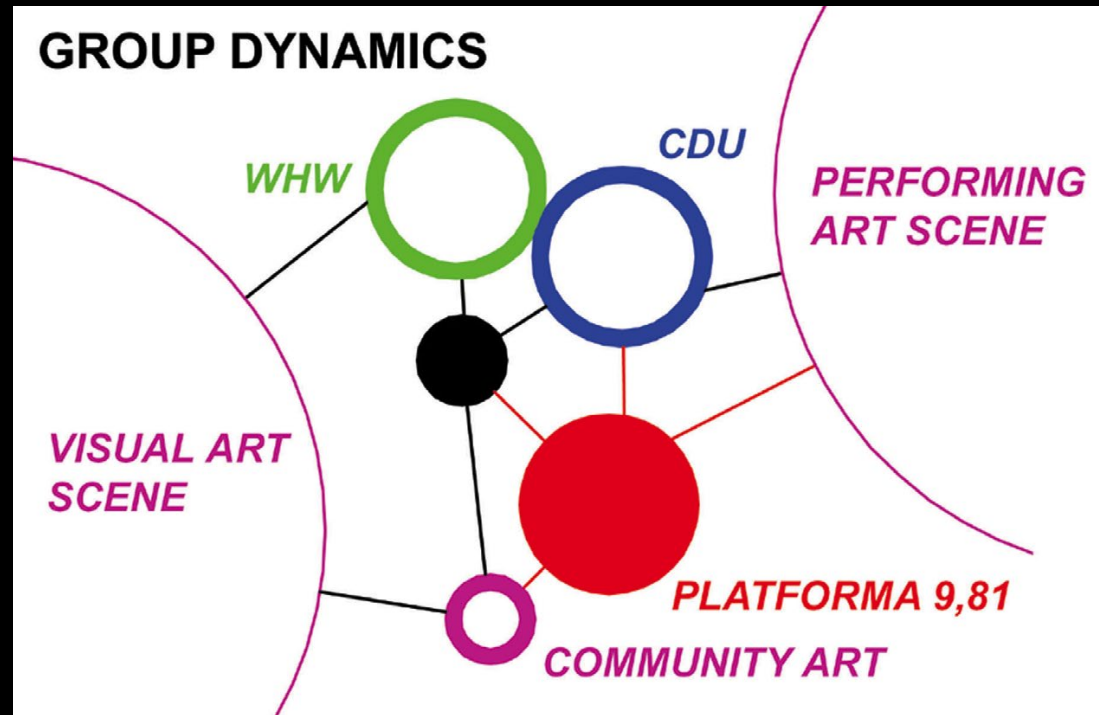 GROUP DYNAMICS
WHW
CDU
PERFORMING
ART SCENE
VISUAL ART
SCENE
PLATFORMA 9,81
COMMUNITY ART